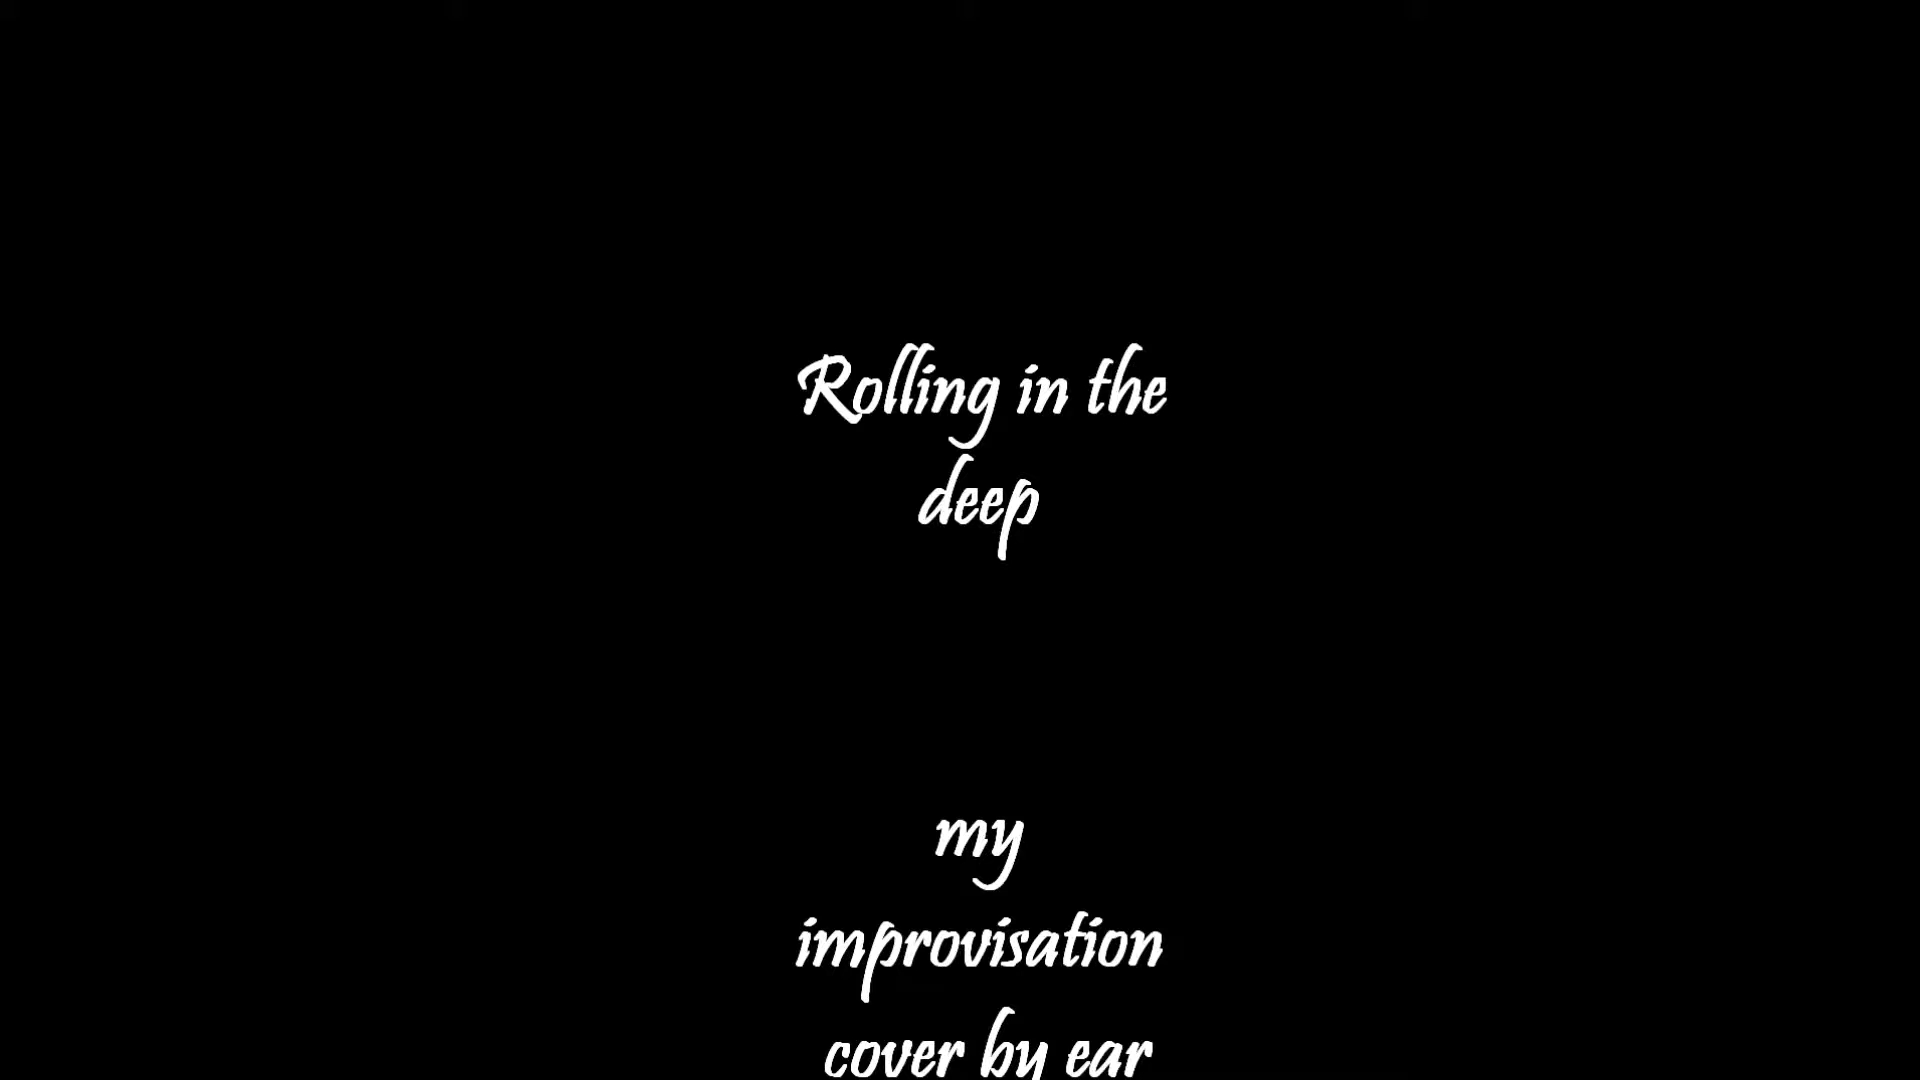 Rolling in the
deep
my
improvisation
cover by ear